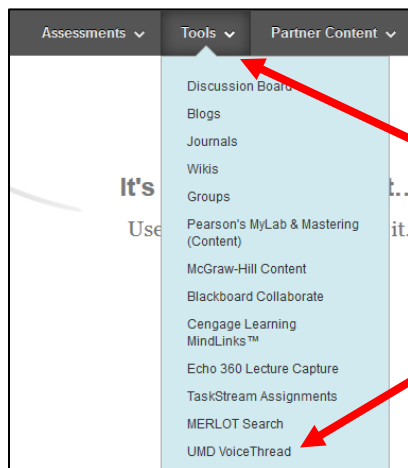 Assessments Tools Partner Content
Discussion Board
Blogs
Journals
Wikis
It's t...
Groups
Use it.
Pearson's MyLab & Mastering
(Content)
McGraw-Hill Content
Blackboard Collaborate
Cengage Learning
MindLinks™
Echo 360 Lecture Capture
TaskStream Assignments
MERLOT Search
UMD VoiceThread